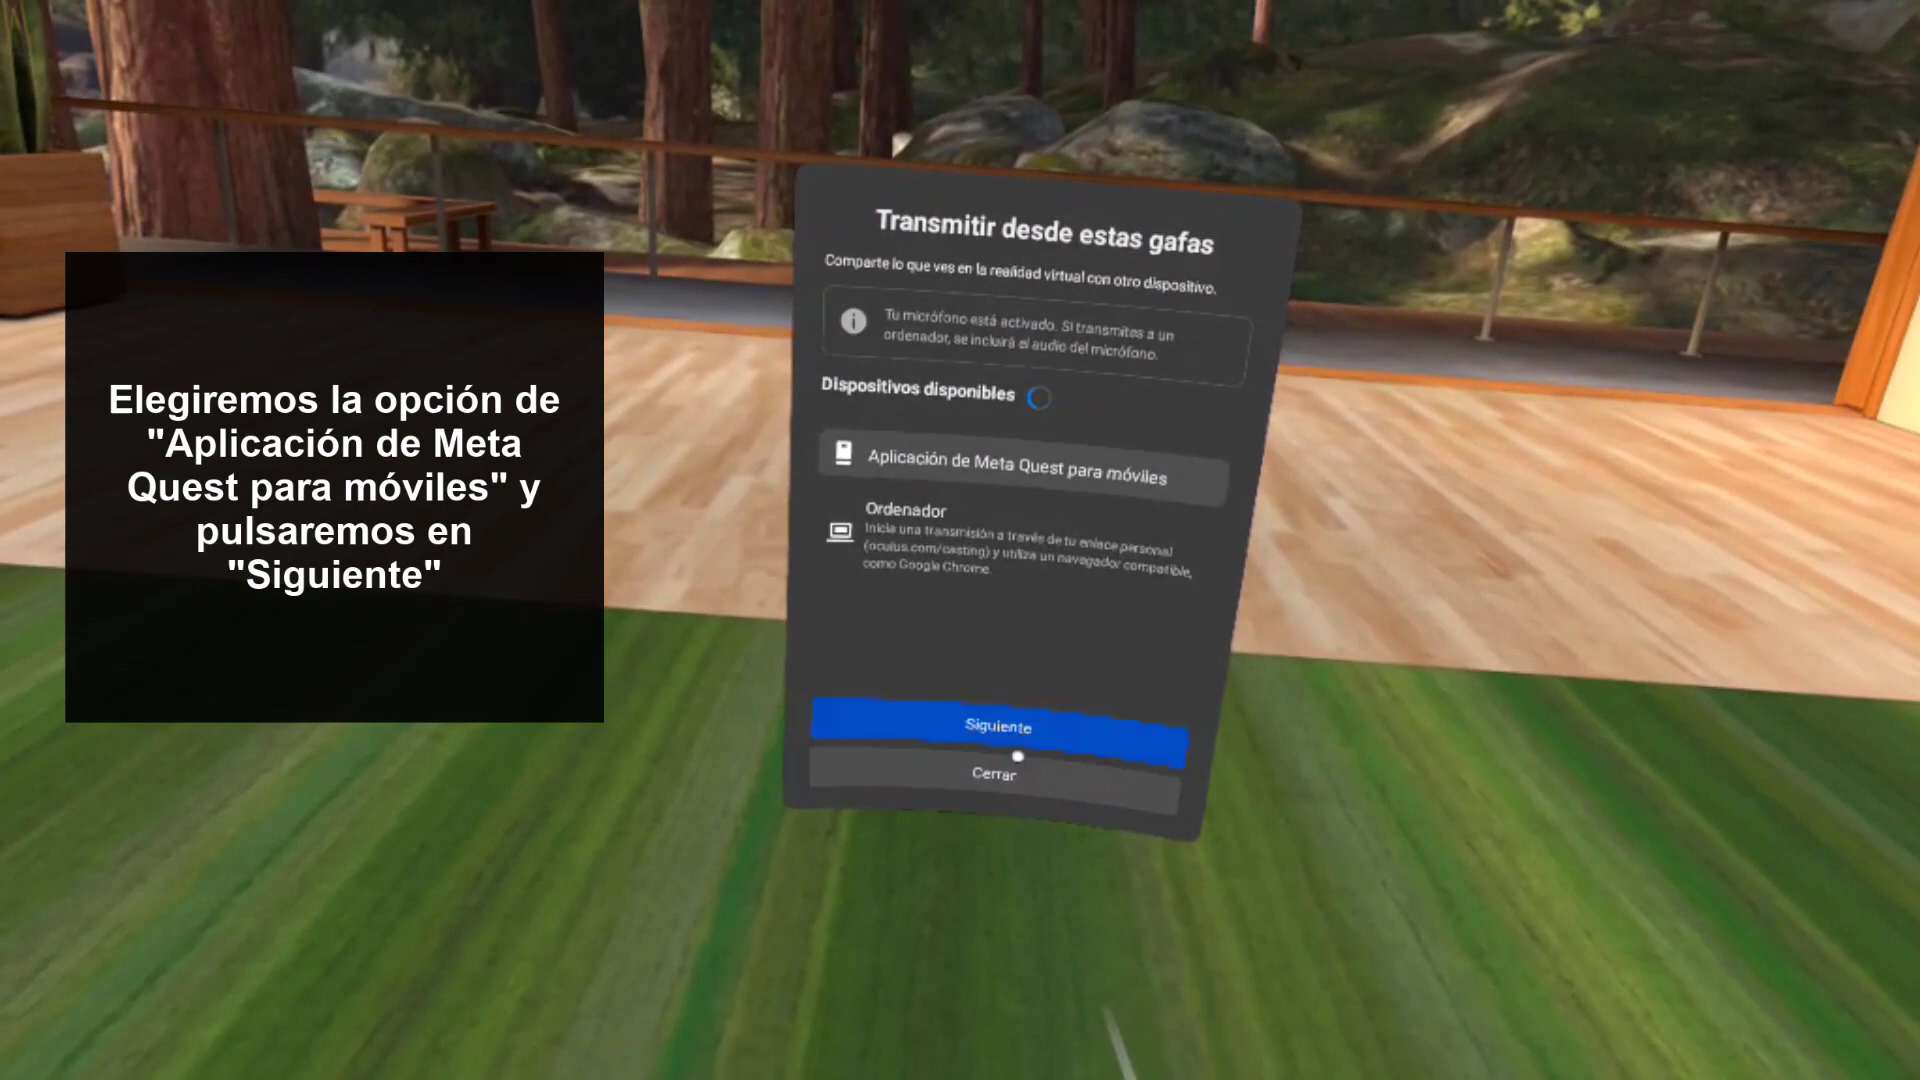 Elegiremos la opción de
"Aplicación de Meta
Quest para móviles" y
pulsaremos en
"Siguiente"
Transmitir desde estas gafas
Comparte lo que ves en la realidad virtual con otro dispositivo.
Tu micrófono está activado. Si transmites a un
ordenador, se incluirá el audio del micrófono.
Dispositivos disponibles
Aplicación de Meta Quest para móviles
Ordenador
Inicia una transmisión a través de tu enlace personal
(oculus.com/casting) y utiliza un navegador compatible,
como Google Chrome.
Siguiente
Cerrar